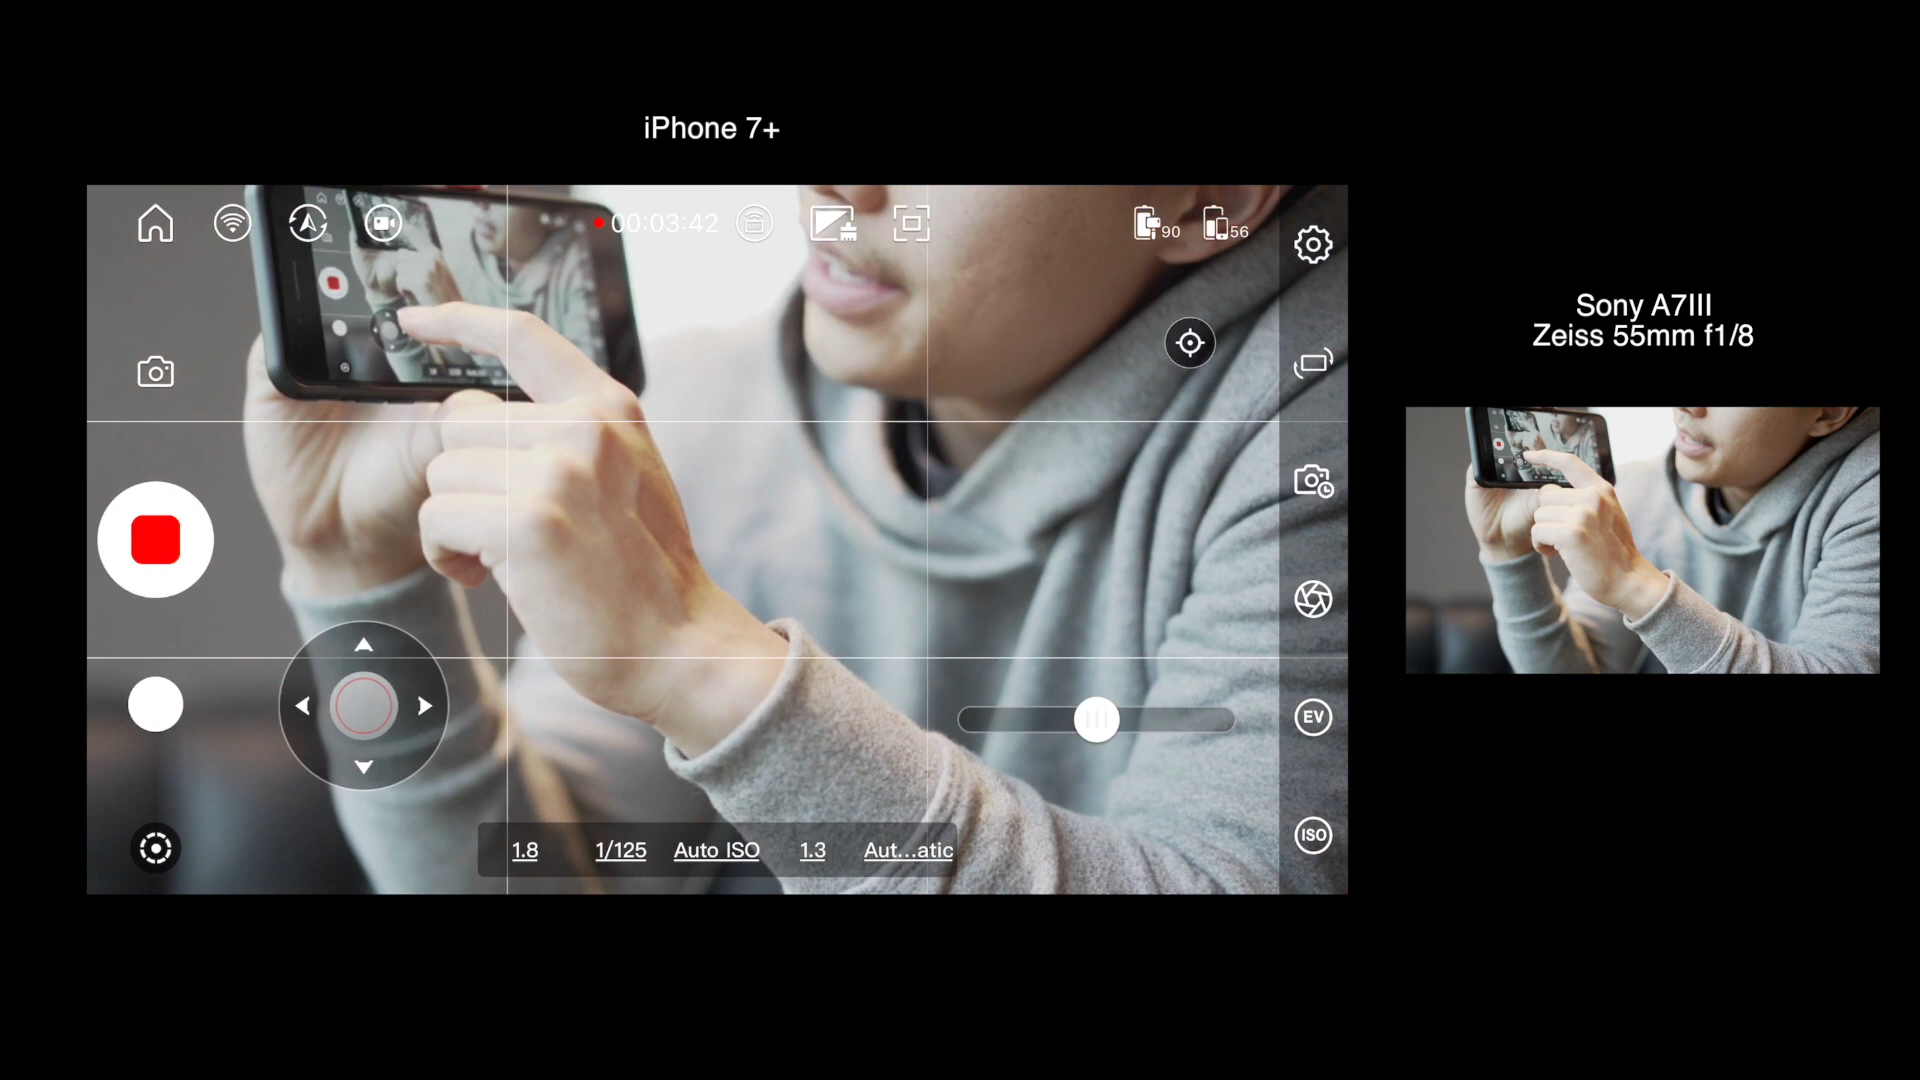 iPhone 7+
00:03:42
90
56
Sony A7III
Zeiss 55mm f1/8
EV
1.8
1/125
Auto ISO
1.3
Aut...atic
ISO